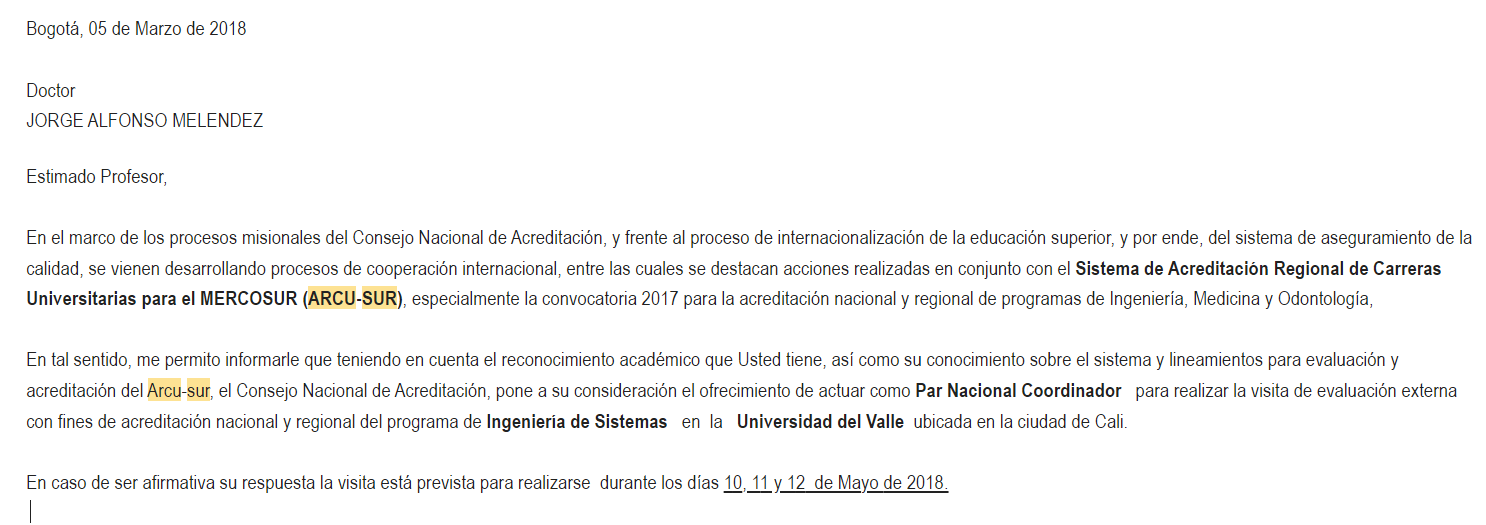 Bogotá, 05 de Marzo de 2018
Doctor
JORGE ALFONSO MELENDEZ
Estimado Profesor,
En el marco de los procesos misionales del Consejo Nacional de Acreditación, y frente al proceso de internacionalización de la educación superior, y por ende, del sistema de aseguramiento de la
calidad, se vienen desarrollando procesos de cooperación internacional, entre las cuales se destacan acciones realizadas en conjunto con el Sistema de Acreditación Regional de Carreras
Universitarias para el MERCOSUR (ARCU-SUR), especialmente la convocatoria 2017 para la acreditación nacional y regional de programas de Ingeniería, Medicina y Odontología,
En tal sentido, me permito informarle que teniendo en cuenta el reconocimiento académico que Usted tiene, así como su conocimiento sobre el sistema y lineamientos para evaluación y
acreditación del Arcu-sur, el Consejo Nacional de Acreditación, pone a su consideración el ofrecimiento de actuar como Par Nacional Coordinador para realizar la visita de evaluación externa
con fines de acreditación nacional y regional del programa de Ingeniería de Sistemas en la Universidad del Valle ubicada en la ciudad de Cali.
En caso de ser afirmativa su respuesta la visita está prevista para realizarse durante los días 10, 11 y 12 de Mayo de 2018.